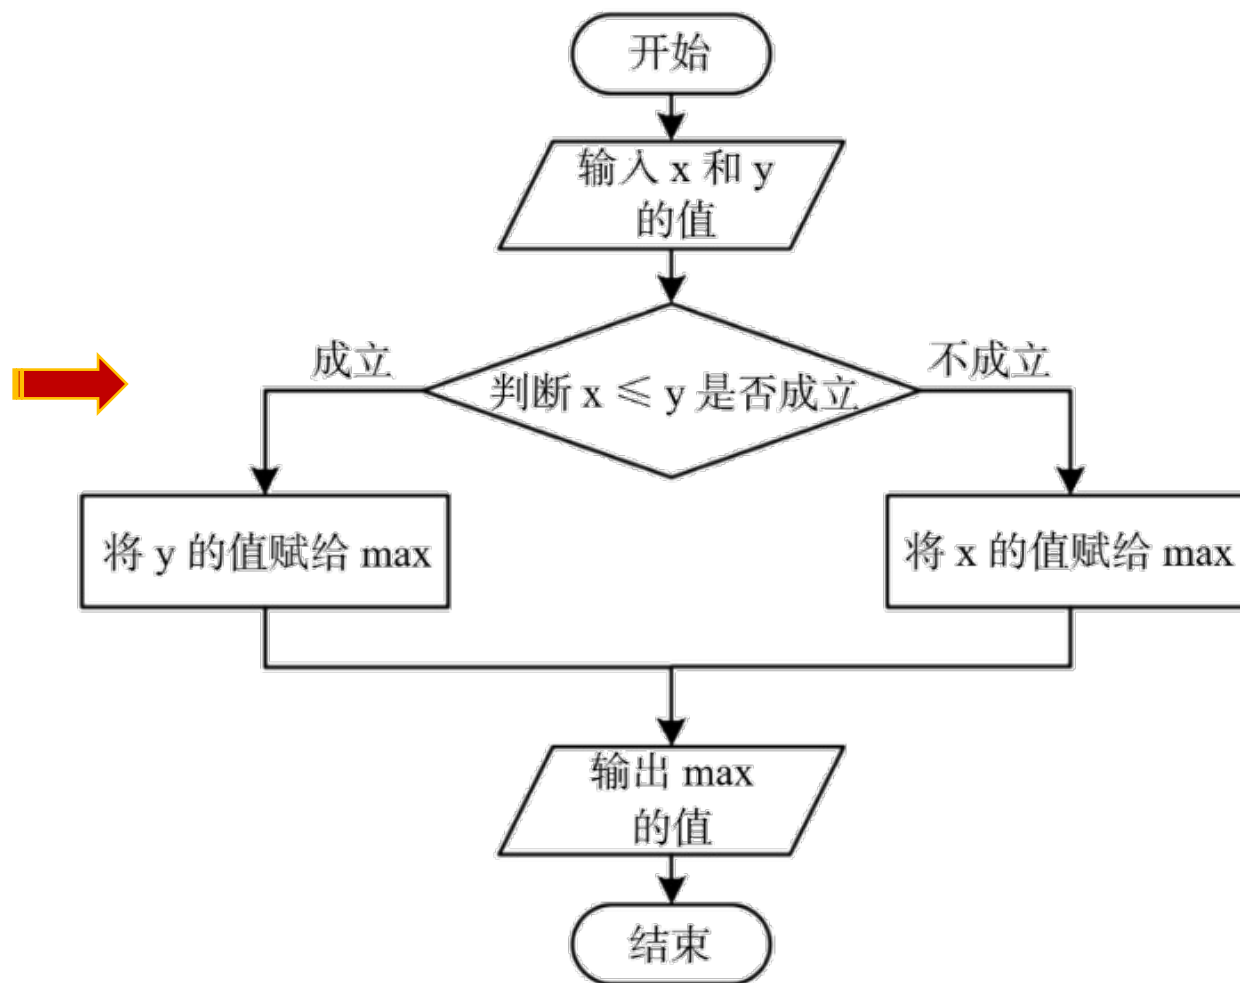 开始
输入 x 和 y
的值
成立
不成立
判断 x ≤ y 是否成立
将 y 的值赋给 max
将 x 的值赋给 max
输出 max
的值
结束